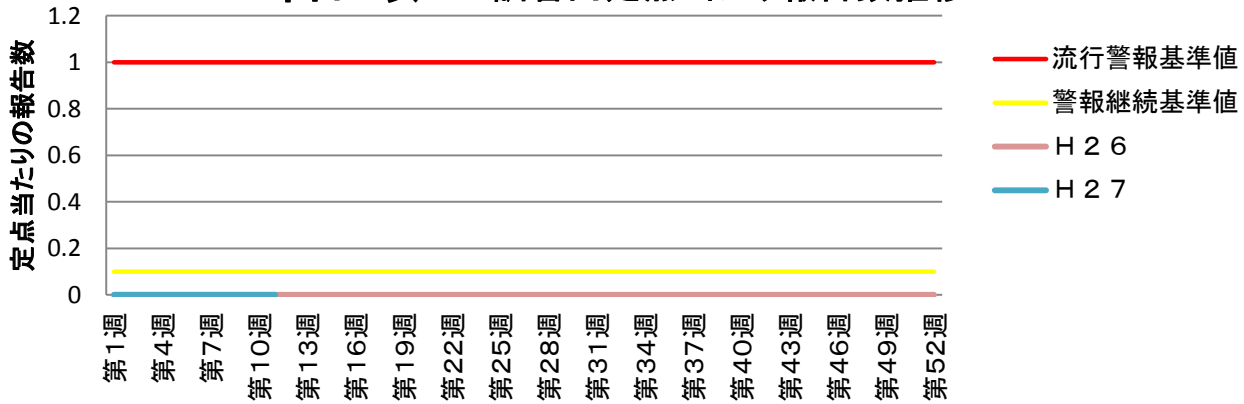 1.2
1
0.8
0.6
0.4
0.2
0
定点当たりの報告数
第1週
第4週
第7週
第10週
第13週
第16週
第19週
第22週
第25週
第28週
第31週
第34週
第37週
第40週
第43週
第46週
第49週
第52週
流行警報基準値
警報継続基準値
Ｈ２６
Ｈ２７